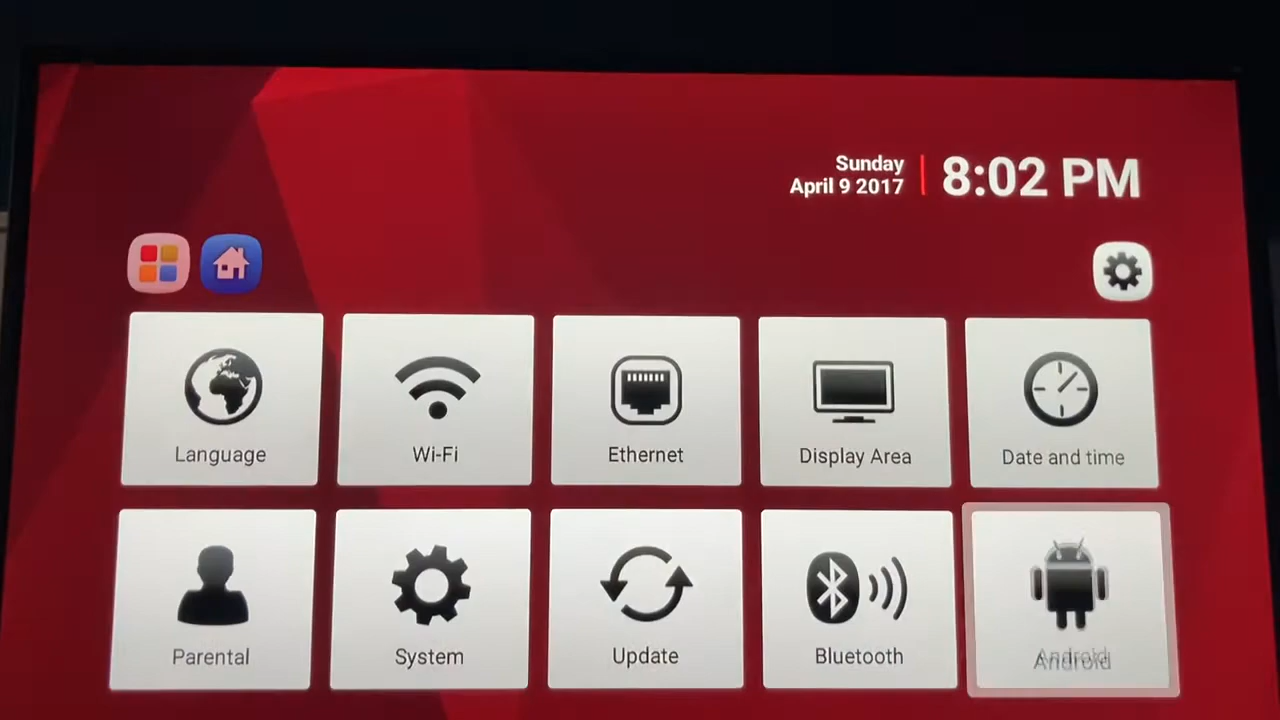 Sunday
April 9 2017
8:02 PM
Language
Wi-Fi
Ethernet
Display Area
Date and time
Parental
System
Update
Bluetooth
Android